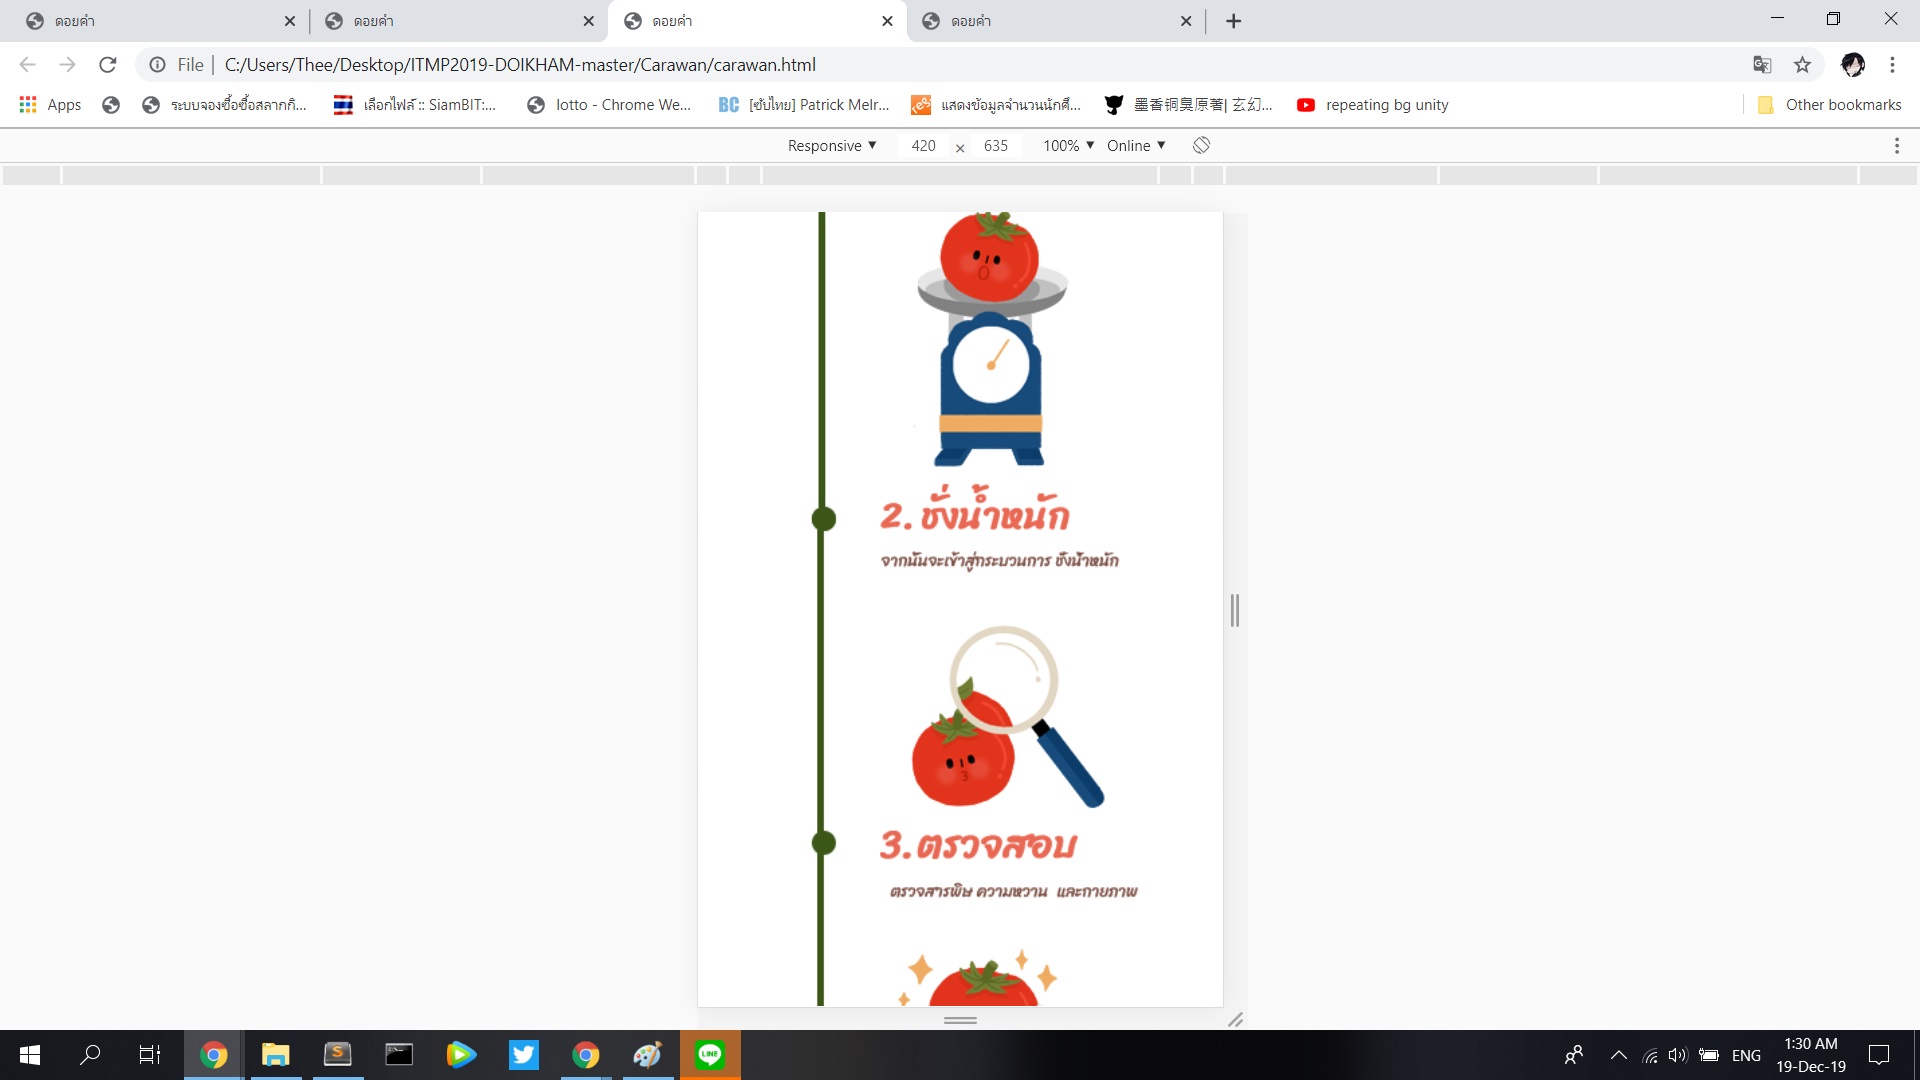 ดอยคำ
ดอยคำ
ดอยคำ
ดอยคำ
File | C:/Users/Thee/Desktop/ITMP2019-DOIKHAM-master/Carawan/carawan.html
Apps
ระบบจองซื้อซื้อสลากกิ...
เลือกไฟล์ :: SiamBIT:...
lotto - Chrome We...
BC [ซับไทย] Patrick Melr...
reg แสดงข้อมูลจำนวนนักศึ...
墨香铜臭原著| 玄幻...
repeating bg unity
Other bookmarks
Responsive 420 × 635 100% Online
2. ชั่งน้ำหนัก
จากนั้นจะเข้าสู่กระบวนการ ชั่งน้ำหนัก
3.ตรวจสอบ
ตรวจสารพิษ ความหวาน และกายภาพ
LINE
ENG
1:30 AM
19-Dec-19